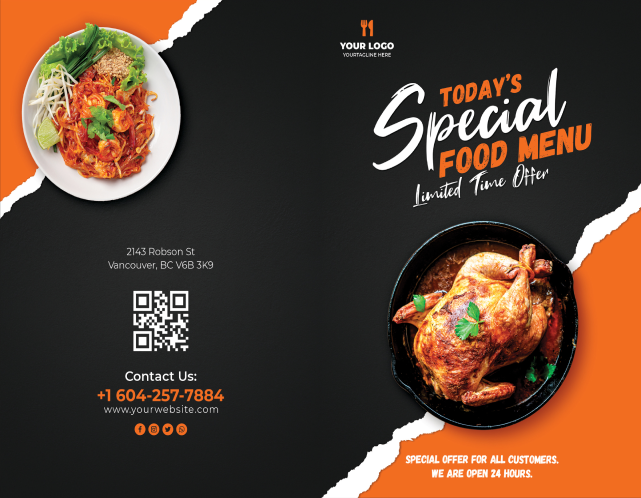 2143 Robson St
Vancouver, BC V6B 3K9
Contact Us:
+1 604-257-7884
www.yourwebsite.com
YOUR LOGO
YOURTAGLINE HERE
TODAY'S
Special
FOOD MENU
Limited Time Offer
SPECIAL OFFER FOR ALL CUSTOMERS.
WE ARE OPEN 24 HOURS.